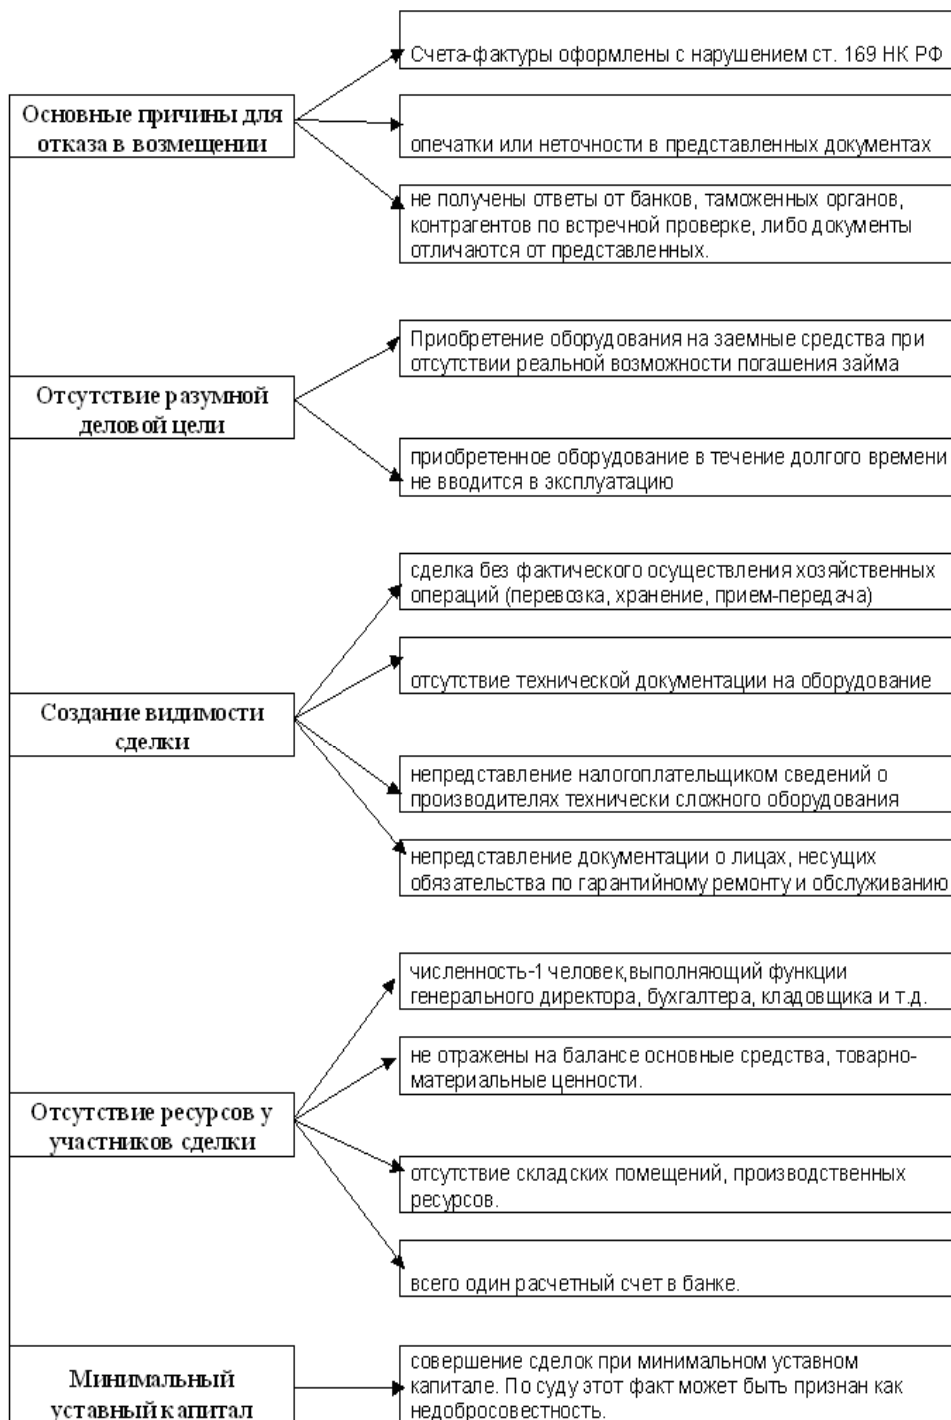 Счета-фактуры оформлены с нарушением ст. 169 НК РФ
Основные причины для
отказа в возмещении
опечатки или неточности в представленных документах
не получены ответы от банков, таможенных органов,
контрагентов по встречной проверке, либо документы
отличаются от представленных.
Приобретение оборудования на заемные средства при
отсутствии реальной возможности погашения займа
Отсутствие разумной
деловой цели
приобретенное оборудование в течение долгого времени
не вводится в эксплуатацию
сделка без фактического осуществления хозяйственных
операций (перевозка, хранение, прием-передача)
отсутствие технической документации на оборудование
Создание видимости
сделки
непредставление налогоплательщиком сведений о
производителях технически сложного оборудования
непредставление документации о лицах, несущих
обязательства по гарантийному ремонту и обслуживанию
численность-1 человек,выполняющий функции
генерального директора, бухгалтера, кладовщика и т.д.
не отражены на балансе основные средства, товарно-
материальные ценности.
Отсутствие ресурсов у
участников сделки
отсутствие складских помещений, производственных
ресурсов.
всего один расчетный счет в банке.
Минимальный
уставный капитал
совершение сделок при минимальном уставном
капитале. По суду этот факт может быть признан как
недобросовестность.